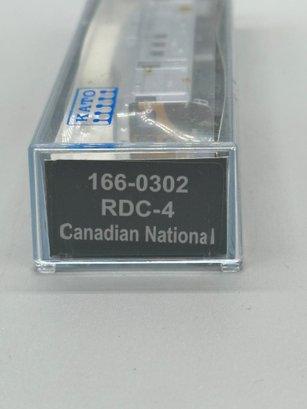 KATO
166-0302
RDC-4
Canadian National